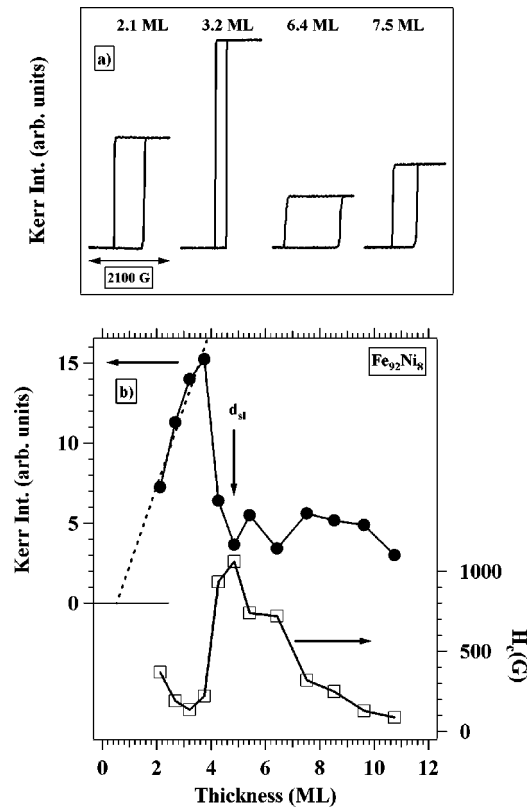 2.1 ML 3.2 ML 6.4 ML 7.5 ML
a)
Kerr Int. (arb. units)
2100 G
15
10
5
0
Kerr Int. (arb. units)
b)
Fe₉₂Ni₈
d_sl
1000
500
0
H_c(G)
0 2 4 6 8 10 12
Thickness (ML)